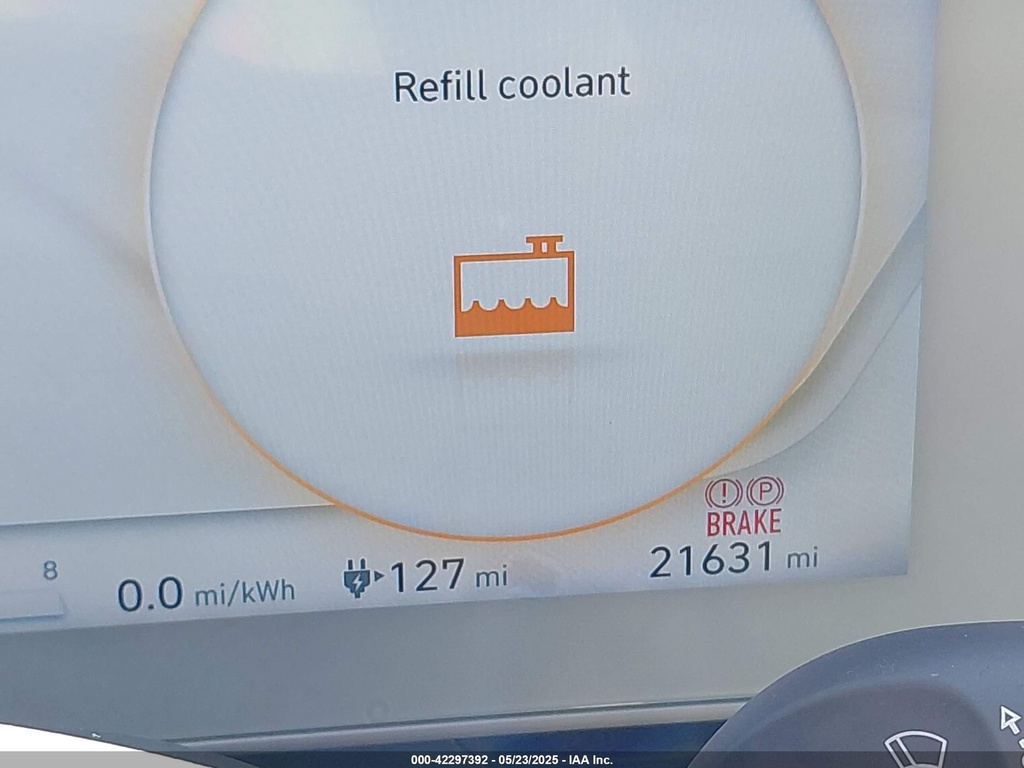 Refill coolant
! P
BRAKE
8
0.0 mi/kWh
127 mi
21631 mi
000-42297392 - 05/23/2025 - IAA Inc.